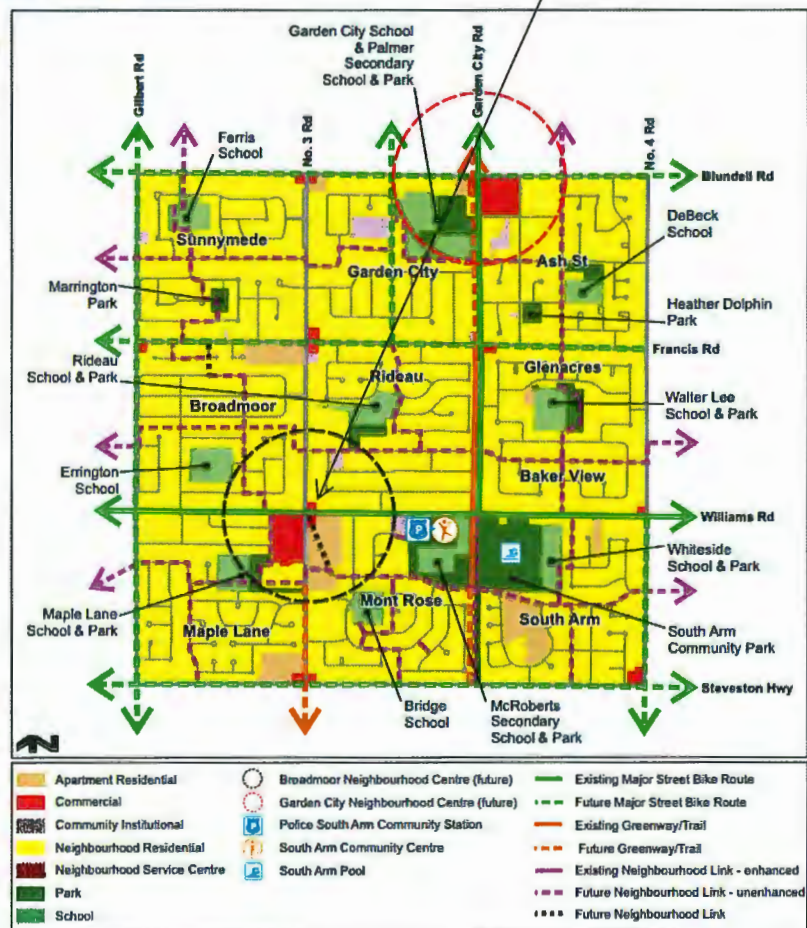 Garden City School
& Palmer
Secondary
School & Park
Gilbert Rd
No. 3 Rd
Garden City Rd
No. 4 Rd
Ferris
School
Blundell Rd
DeBeck
School
Sunnymede
Garden City
Ash St
Marrington
Park
Heather Dolphin
Park
Rideau
School & Park
Francis Rd
Rideau
Glenacres
Broadmoor
Walter Lee
School & Park
Errington
School
Baker View
Williams Rd
Whiteside
School & Park
Maple Lane
School & Park
Maple Lane
Mont Rose
South Arm
South Arm
Community Park
Bridge
School
McRoberts
Secondary
School & Park
Steveston Hwy
N
Apartment Residential
Commercial
Community Institutional
Neighbourhood Residential
Neighbourhood Service Centre
Park
School
Broadmoor Neighbourhood Centre (future)
Garden City Neighbourhood Centre (future)
Police South Arm Community Station
South Arm Community Centre
South Arm Pool
Existing Major Street Bike Route
Future Major Street Bike Route
Existing Greenway/Trail
Future Greenway/Trail
Existing Neighbourhood Link - enhanced
Future Neighbourhood Link - unenhanced
Future Neighbourhood Link